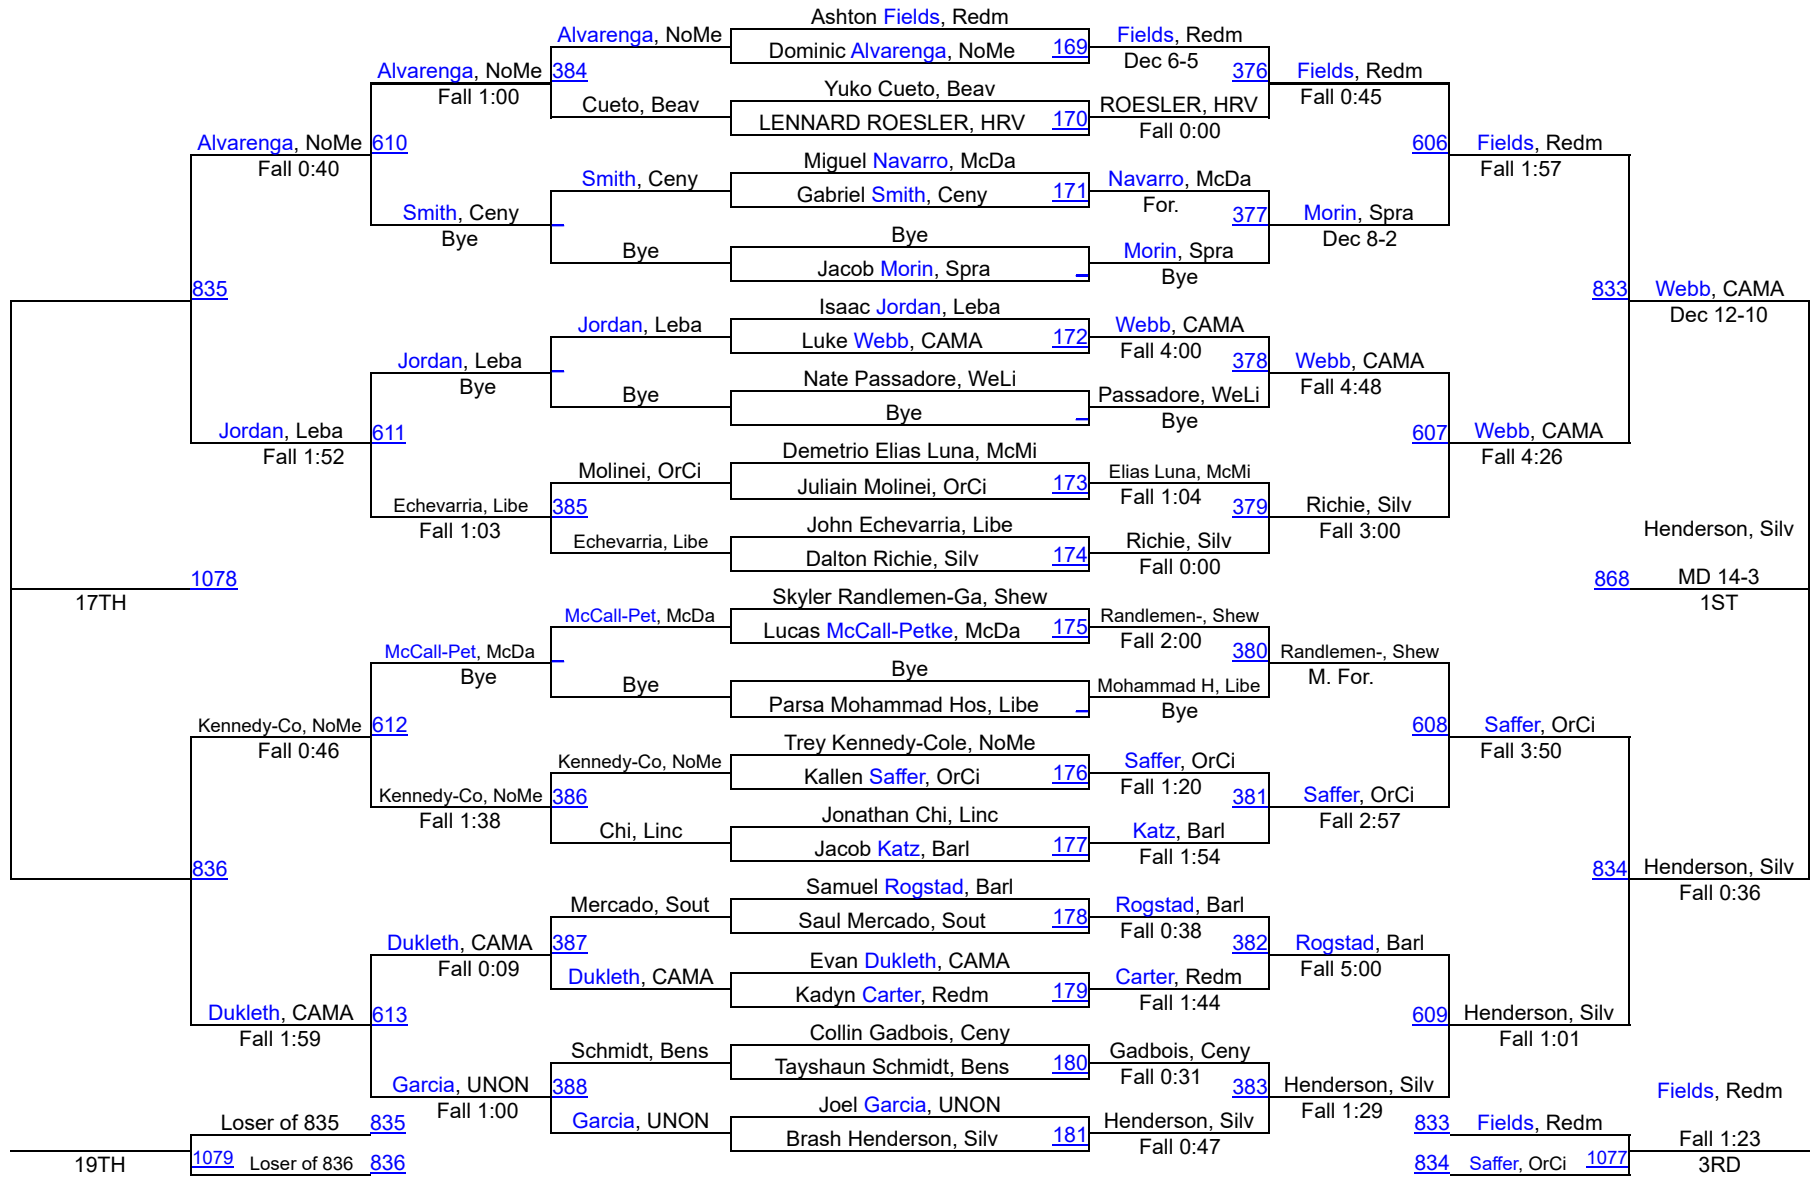 Ashton Fields, Redm
Alvarenga, NoMe
Dominic Alvarenga, NoMe 169
Fields, Redm
Dec 6-5
Alvarenga, NoMe 384
Fall 1:00
376 Fields, Redm
Fall 0:45
Yuko Cueto, Beav
Cueto, Beav
LENNARD ROESLER, HRV 170
ROESLER, HRV
Fall 0:00
Alvarenga, NoMe 610
Fall 0:40
606 Fields, Redm
Fall 1:57
Miguel Navarro, McDa
Smith, Ceny
Gabriel Smith, Ceny 171
Navarro, McDa
For.
Smith, Ceny
Bye
377 Morin, Spra
Dec 8-2
Bye
Bye
Jacob Morin, Spra
Morin, Spra
Bye
835
833 Webb, CAMA
Dec 12-10
Isaac Jordan, Leba
Jordan, Leba
Luke Webb, CAMA 172
Webb, CAMA
Fall 4:00
Jordan, Leba
Bye
378 Webb, CAMA
Fall 4:48
Nate Passadore, WeLi
Bye
Bye
Passadore, WeLi
Bye
Jordan, Leba 611
Fall 1:52
607 Webb, CAMA
Fall 4:26
Demetrio Elias Luna, McMi
Molinei, OrCi
Juliain Molinei, OrCi 173
Elias Luna, McMi
Fall 1:04
Echevarria, Libe 385
Fall 1:03
379 Richie, Silv
Fall 3:00
John Echevarria, Libe
Echevarria, Libe
Dalton Richie, Silv 174
Richie, Silv
Fall 0:00
Henderson, Silv
1078
17TH
868 MD 14-3
1ST
Skyler Randlemen-Ga, Shew
McCall-Pet, McDa
Lucas McCall-Petke, McDa 175
Randlemen-, Shew
Fall 2:00
McCall-Pet, McDa
Bye
380 Randlemen-, Shew
M. For.
Bye
Bye
Parsa Mohammad Hos, Libe
Mohammad H, Libe
Bye
Kennedy-Co, NoMe 612
Fall 0:46
608 Saffer, OrCi
Fall 3:50
Trey Kennedy-Cole, NoMe
Kennedy-Co, NoMe
Kallen Saffer, OrCi 176
Saffer, OrCi
Fall 1:20
Kennedy-Co, NoMe 386
Fall 1:38
381 Saffer, OrCi
Fall 2:57
Jonathan Chi, Linc
Chi, Linc
Jacob Katz, Barl 177
Katz, Barl
Fall 1:54
836
834 Henderson, Silv
Fall 0:36
Samuel Rogstad, Barl
Mercado, Sout
Saul Mercado, Sout 178
Rogstad, Barl
Fall 0:38
Dukleth, CAMA 387
Fall 0:09
382 Rogstad, Barl
Fall 5:00
Evan Dukleth, CAMA
Dukleth, CAMA
Kadyn Carter, Redm 179
Carter, Redm
Fall 1:44
Dukleth, CAMA 613
Fall 1:59
609 Henderson, Silv
Fall 1:01
Collin Gadbois, Ceny
Schmidt, Bens
Tayshaun Schmidt, Bens 180
Gadbois, Ceny
Fall 0:31
Garcia, UNON 388
Fall 1:00
383 Henderson, Silv
Fall 1:29
Joel Garcia, UNON
Garcia, UNON
Brash Henderson, Silv 181
Henderson, Silv
Fall 0:47
Loser of 835 835
19TH
1079 Loser of 836 836
Fields, Redm
833 Fields, Redm
Fall 1:23
834 Saffer, OrCi 1077
3RD